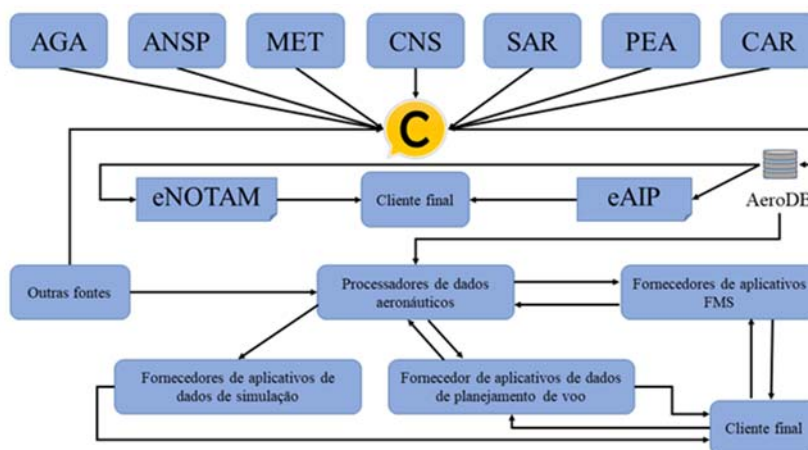 AGA
ANSP
MET
CNS
SAR
PEA
CAR
C
eNOTAM
Cliente final
eAIP
AeroDB
Outras fontes
Processadores de dados
aeronáuticos
Fornecedores de aplicativos
FMS
Fornecedores de aplicativos de
dados de simulação
Fornecedor de aplicativos de dados
de planejamento de voo
Cliente final